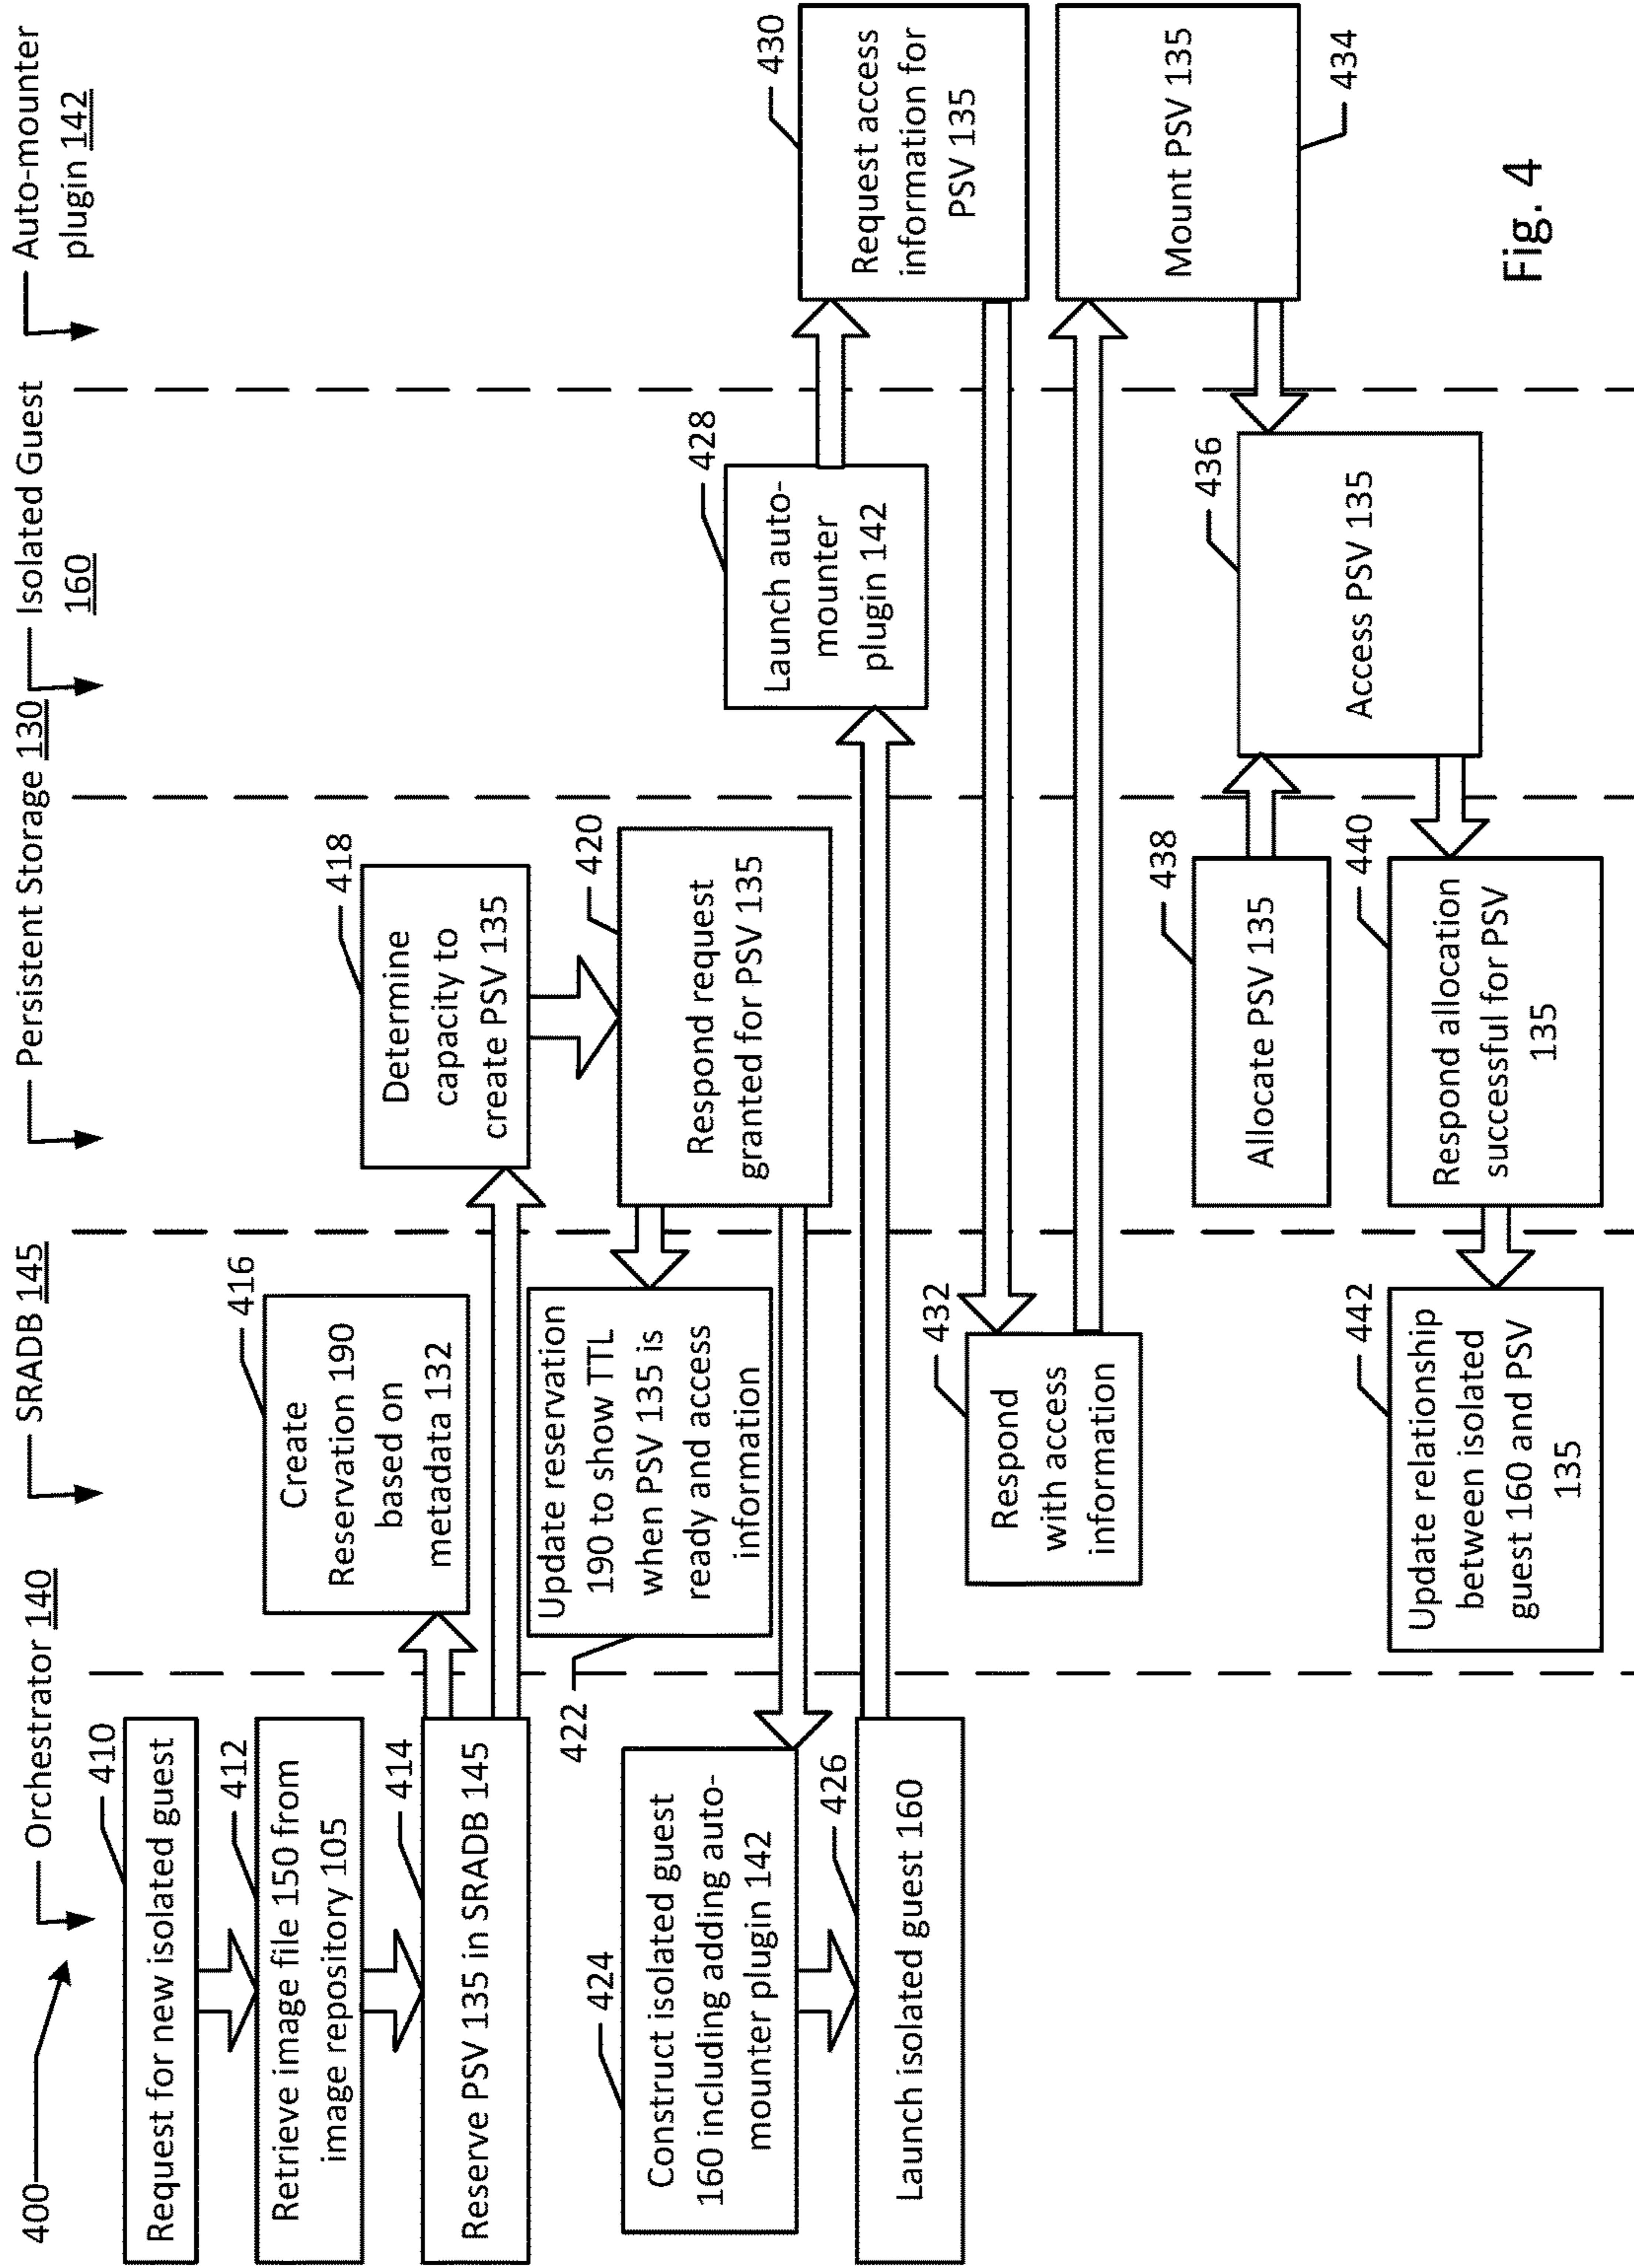 400
Orchestrator 140
SRADB 145
Persistent Storage 130
Isolated Guest
160
Auto-mounter
plugin 142
410
Request for new isolated guest
412
Retrieve image file 150 from
image repository 105
414
Reserve PSV 135 in SRADB 145
416
Create
Reservation 190
based on
metadata 132
418
Determine
capacity to
create PSV 135
420
Respond request
granted for PSV 135
422
Update reservation
190 to show TTL
when PSV 135 is
ready and access
information
424
Construct isolated guest
160 including adding auto-
mounter plugin 142
426
Launch isolated guest 160
428
Launch auto-
mounter
plugin 142
430
Request access
information for
PSV 135
432
Respond
with access
information
Mount PSV 135
434
436
Access PSV 135
438
Allocate PSV 135
440
Respond allocation
successful for PSV
135
442
Update relationship
between isolated
guest 160 and PSV
135
Fig. 4